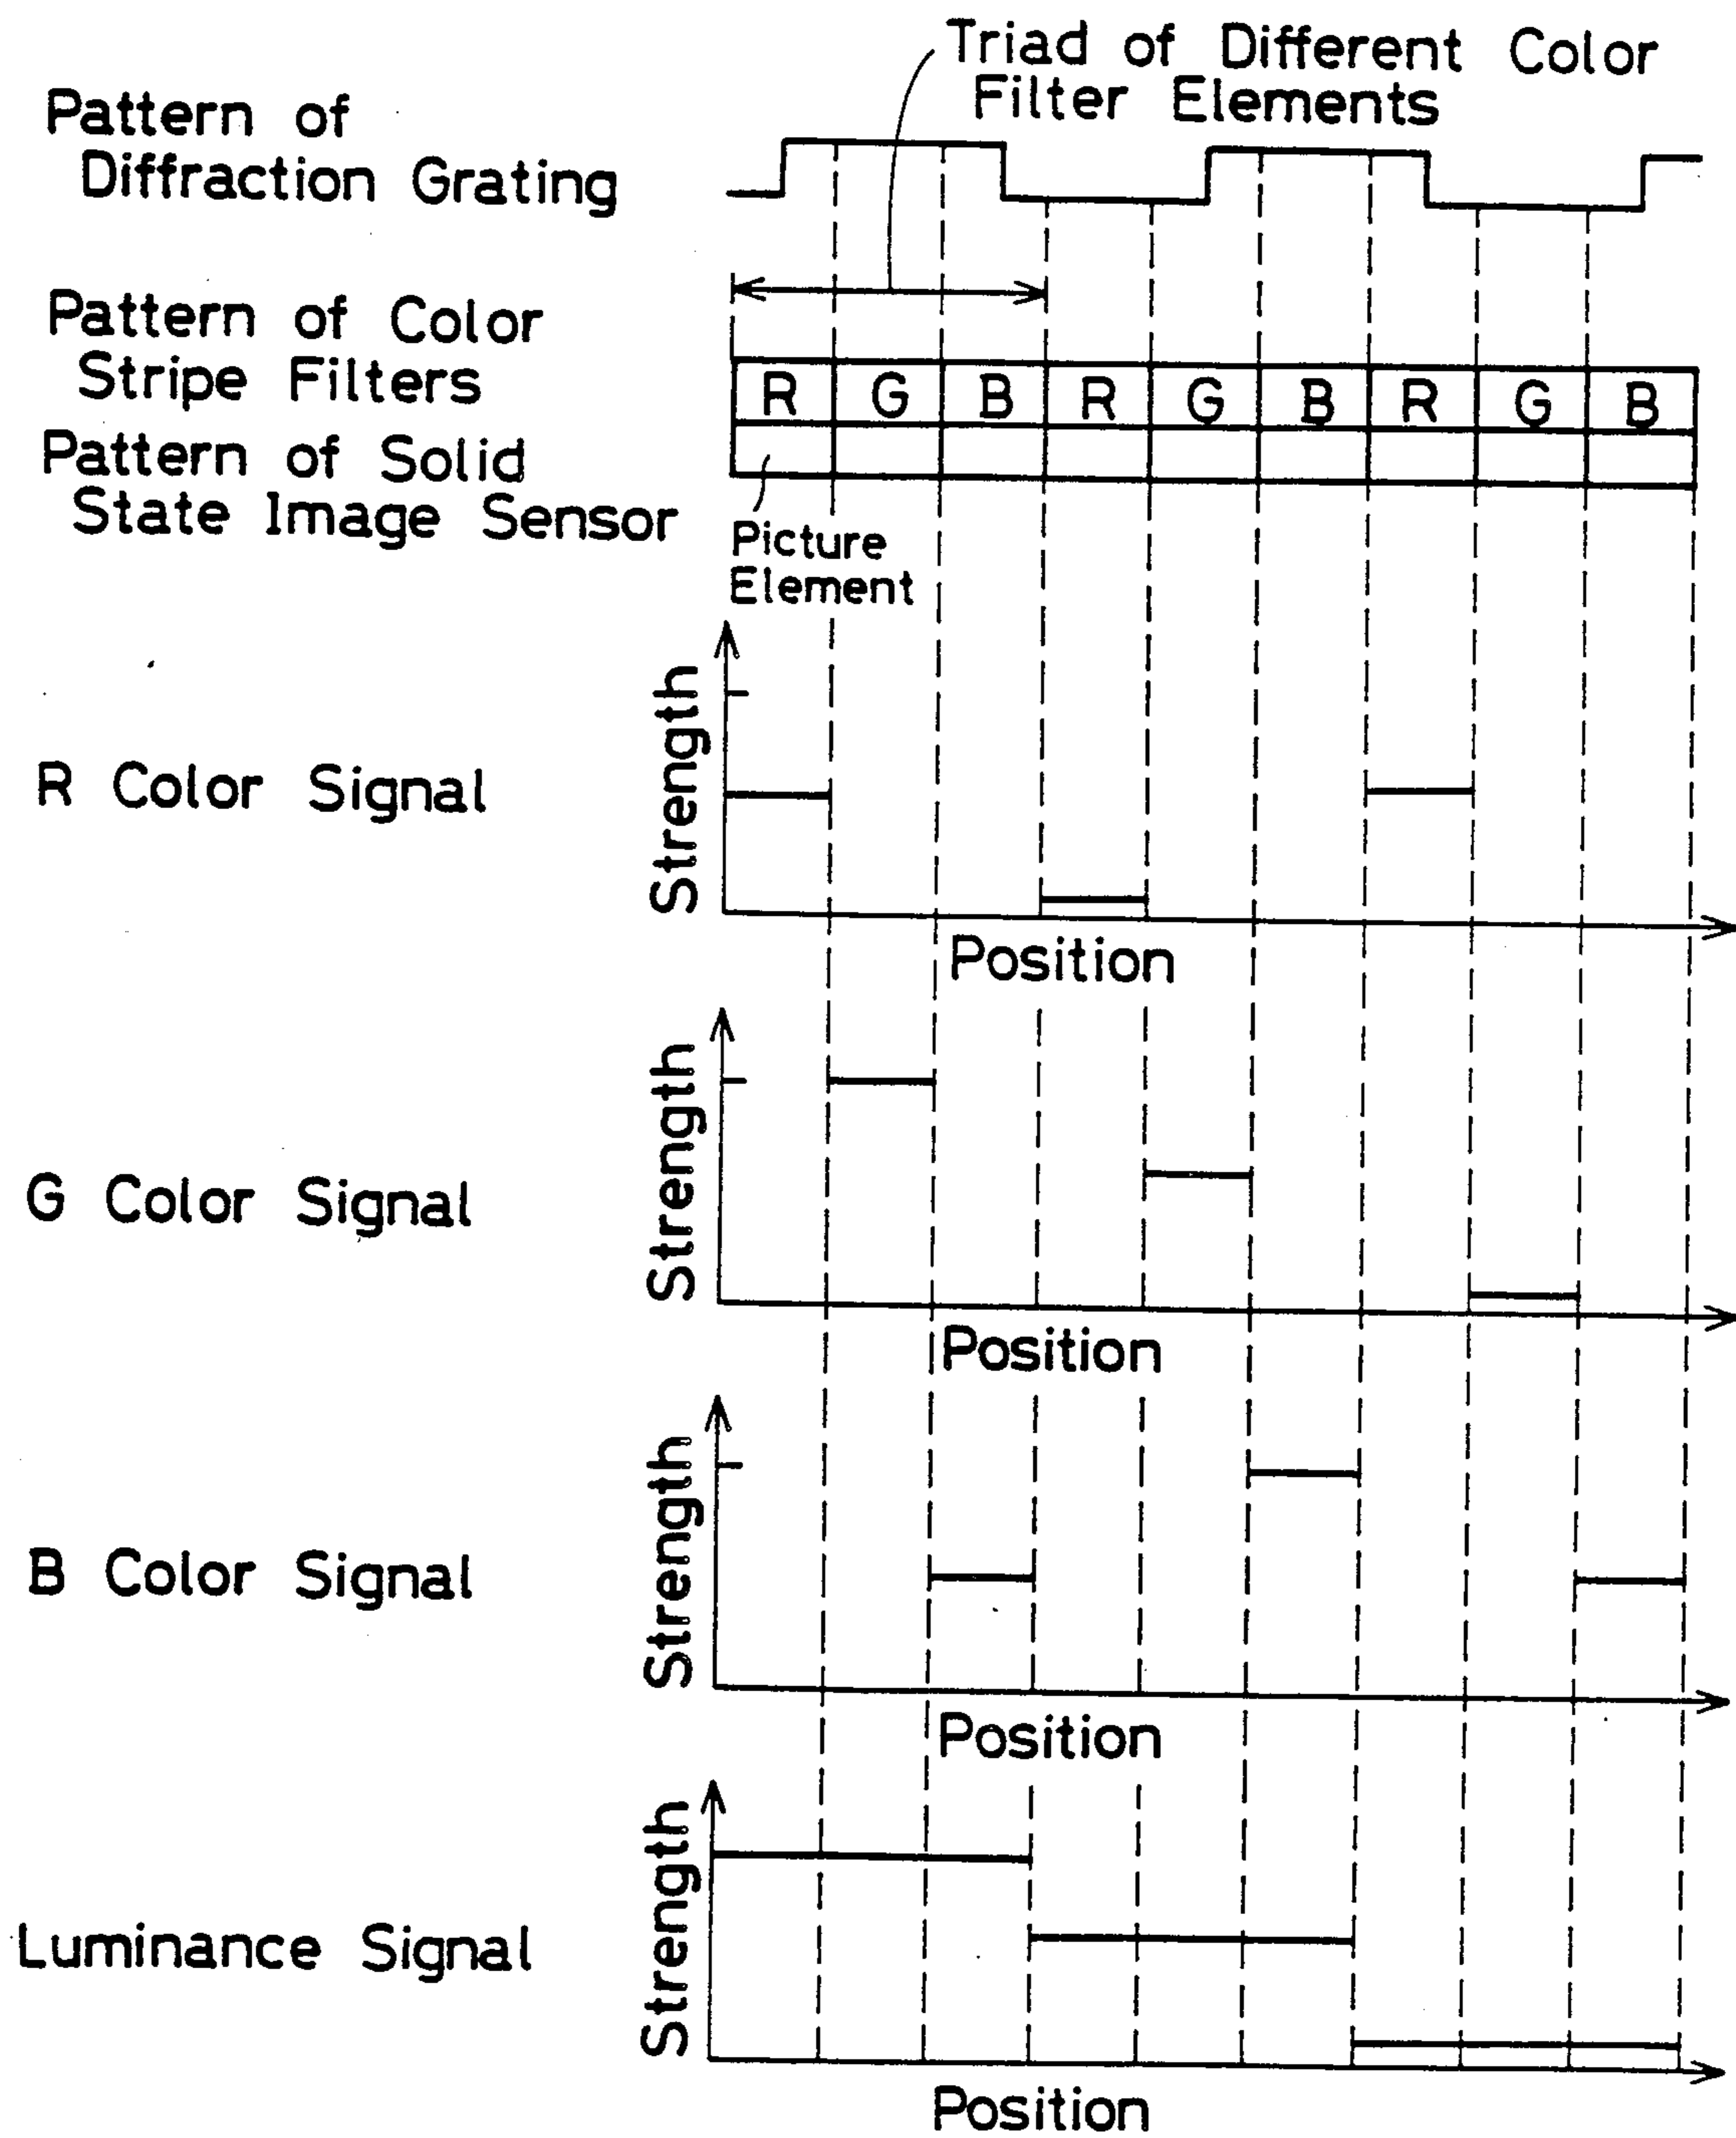 Triad of Different Color
Filter Elements
Pattern of
Diffraction Grating
Pattern of Color
Stripe Filters
R G B R G B R G B
Pattern of Solid
State Image Sensor
Picture
Element
R Color Signal
Strength
Position
G Color Signal
Strength
Position
B Color Signal
Strength
Position
Luminance Signal
Strength
Position